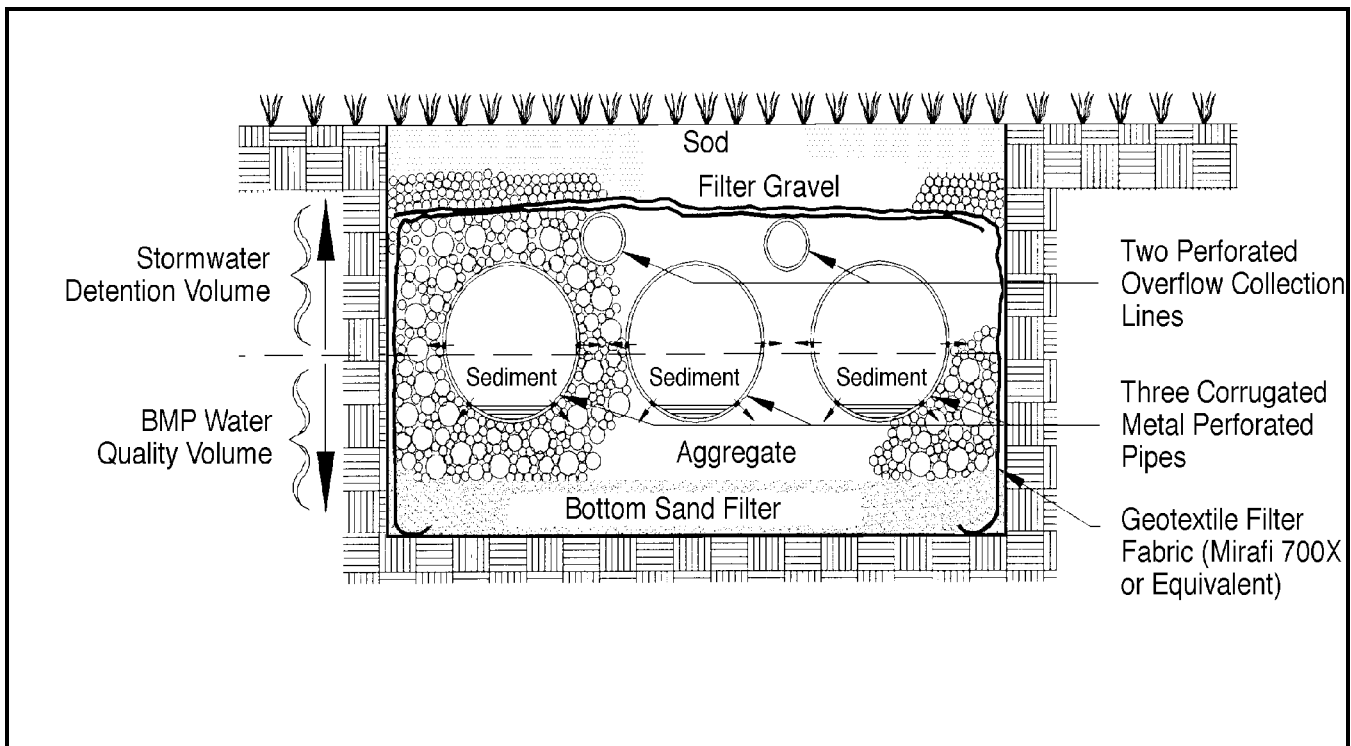 Sod
Filter Gravel
Stormwater
Detention Volume
BMP Water
Quality Volume
Sediment
Sediment
Sediment
Aggregate
Bottom Sand Filter
Two Perforated
Overflow Collection
Lines
Three Corrugated
Metal Perforated
Pipes
Geotextile Filter
Fabric (Mirafi 700X
or Equivalent)